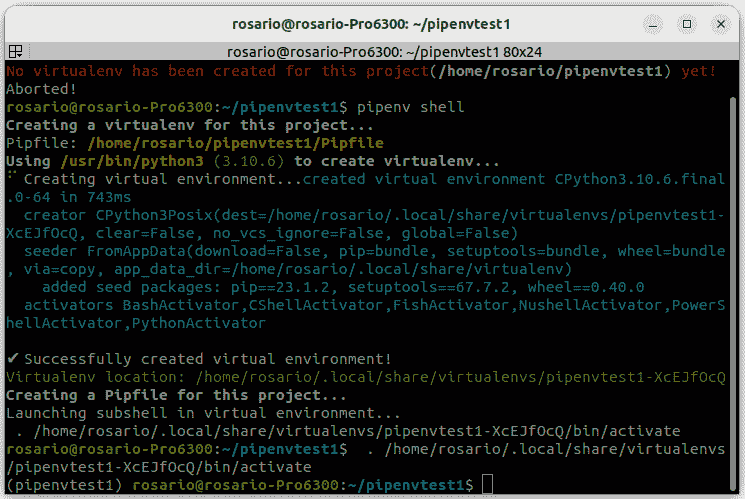 rosario@rosario-Pro6300: ~/pipenvtest1
rosario@rosario-Pro6300: ~/pipenvtest1 80x24
No virtualenv has been created for this project(/home/rosario/pipenvtest1) yet!
Aborted!
rosario@rosario-Pro6300:~/pipenvtest1$ pipenv shell
Creating a virtualenv for this project...
Pipfile: /home/rosario/pipenvtest1/Pipfile
Using /usr/bin/python3 (3.10.6) to create virtualenv...
⠋ Creating virtual environment...created virtual environment CPython3.10.6.final
.0-64 in 743ms
  creator CPython3Posix(dest=/home/rosario/.local/share/virtualenvs/pipenvtest1-
XcEJfOcQ, clear=False, no_vcs_ignore=False, global=False)
  seeder FromAppData(download=False, pip=bundle, setuptools=bundle, wheel=bundle
, via=copy, app_data_dir=/home/rosario/.local/share/virtualenv)
    added seed packages: pip==23.1.2, setuptools==67.7.2, wheel==0.40.0
  activators BashActivator,CShellActivator,FishActivator,NushellActivator,PowerS
hellActivator,PythonActivator
✔ Successfully created virtual environment!
Virtualenv location: /home/rosario/.local/share/virtualenvs/pipenvtest1-XcEJfOcQ
Creating a Pipfile for this project...
Launching subshell in virtual environment...
 . /home/rosario/.local/share/virtualenvs/pipenvtest1-XcEJfOcQ/bin/activate
rosario@rosario-Pro6300:~/pipenvtest1$  . /home/rosario/.local/share/virtualenvs
/pipenvtest1-XcEJfOcQ/bin/activate
(pipenvtest1) rosario@rosario-Pro6300:~/pipenvtest1$